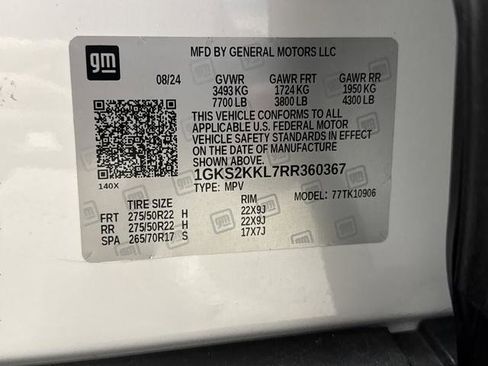 gm
MFD BY GENERAL MOTORS LLC
08/24 GVWR GAWR FRT GAWR RR
3493 KG 1724 KG 1950 KG
7700 LB 3800 LB 4300 LB
THIS VEHICLE CONFORMS TO ALL
APPLICABLE U.S. FEDERAL MOTOR
VEHICLE SAFETY STANDARDS IN EFFECT
ON THE DATE OF MANUFACTURE
SHOWN ABOVE.
1GKS2KKL7RR360367
140X TYPE: MPV MODEL: 77TK10906
TIRE SIZE RIM
FRT 275/50R22 H 22X9J
RR 275/50R22 H 22X9J
SPA 265/70R17 S 17X7J